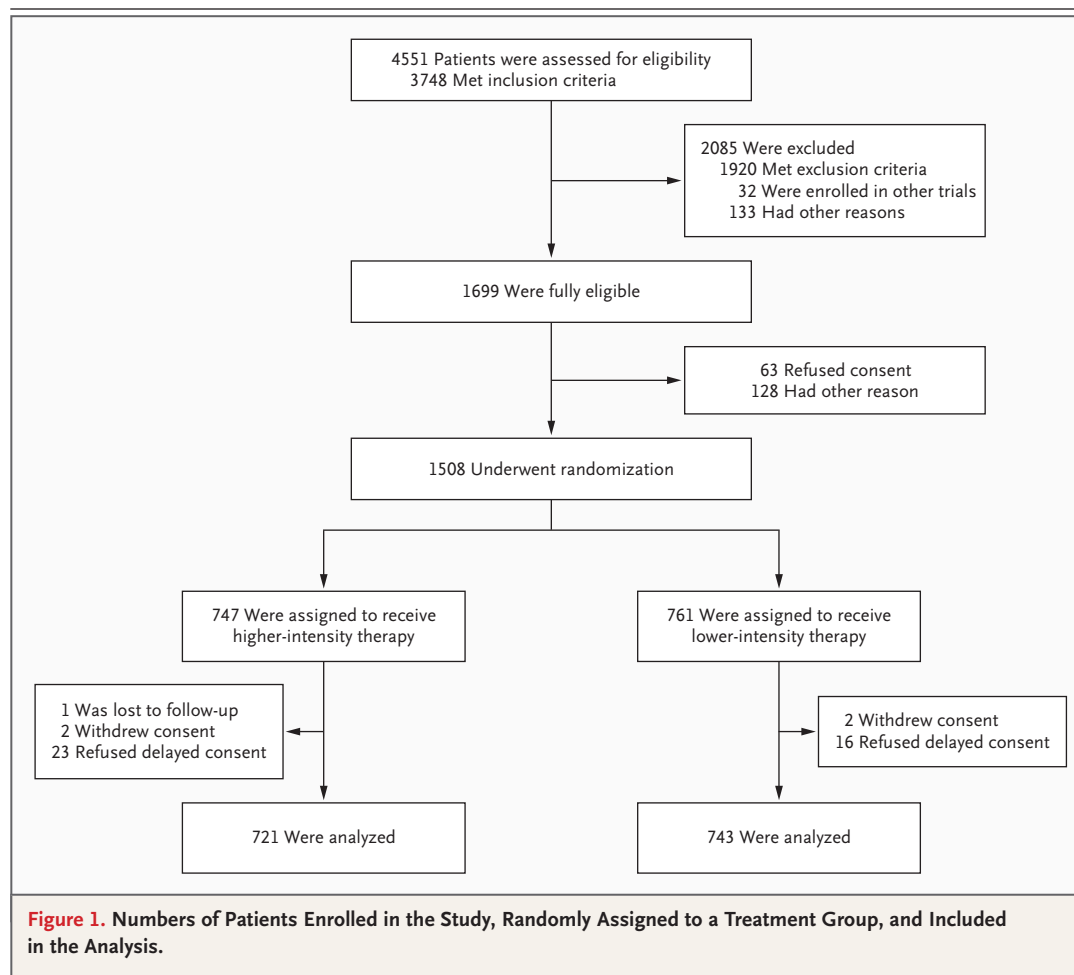 4551 Patients were assessed for eligibility
3748 Met inclusion criteria
2085 Were excluded
1920 Met exclusion criteria
32 Were enrolled in other trials
133 Had other reasons
1699 Were fully eligible
63 Refused consent
128 Had other reason
1508 Underwent randomization
747 Were assigned to receive
higher-intensity therapy
761 Were assigned to receive
lower-intensity therapy
1 Was lost to follow-up
2 Withdrew consent
23 Refused delayed consent
2 Withdrew consent
16 Refused delayed consent
721 Were analyzed
743 Were analyzed
Figure 1. Numbers of Patients Enrolled in the Study, Randomly Assigned to a Treatment Group, and Included
in the Analysis.